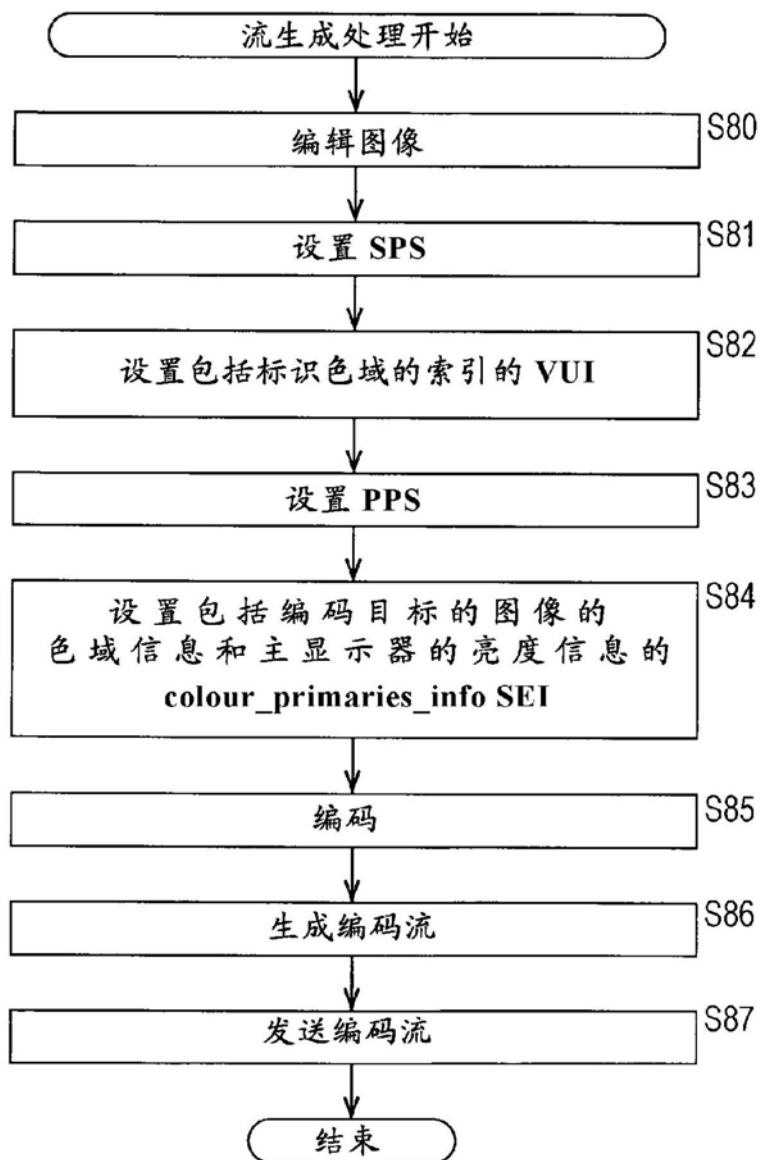 流生成处理开始
编辑图像
S80
设置 SPS
S81
设置包括标识色域的索引的 VUI
S82
设置 PPS
S83
设置包括编码目标的图像的
色域信息和主显示器的亮度信息的
colour_primaries_info SEI
S84
编码
S85
生成编码流
S86
发送编码流
S87
结束